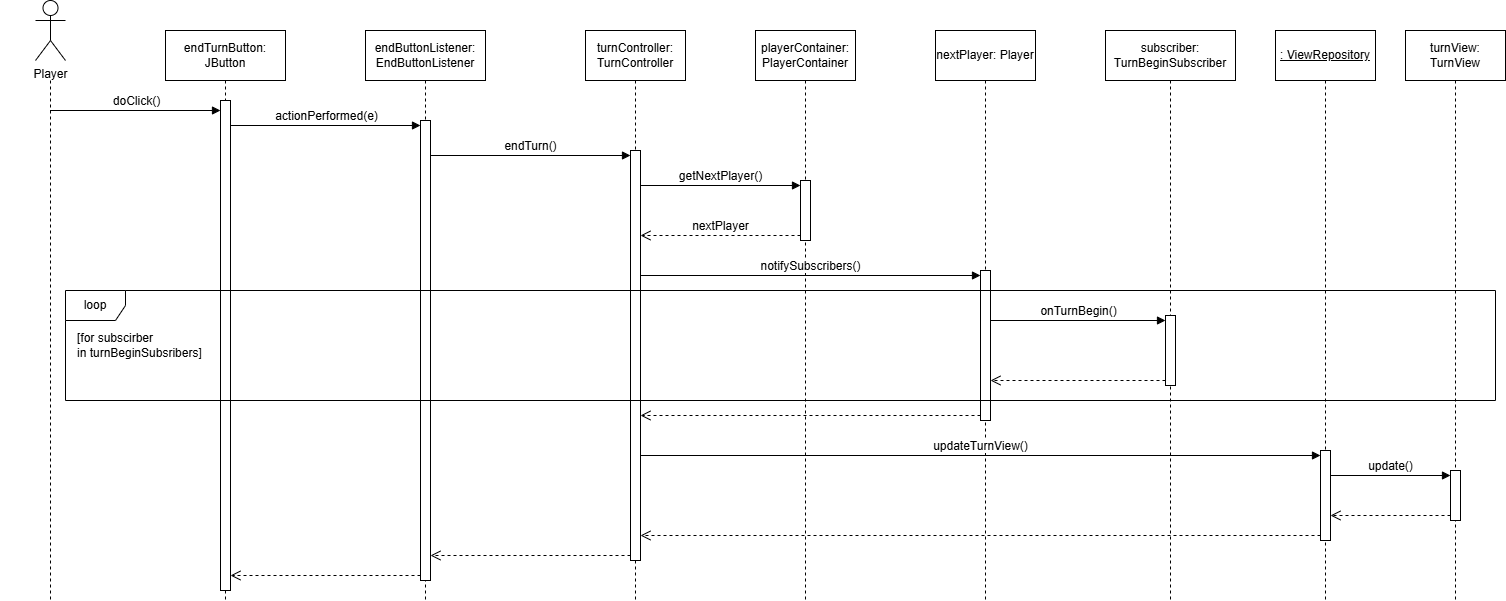 Player
endTurnButton:
JButton
endButtonListener:
EndButtonListener
turnController:
TurnController
playerContainer:
PlayerContainer
nextPlayer: Player
subscriber:
TurnBeginSubscriber
: ViewRepository
turnView:
TurnView
doClick()
actionPerformed(e)
endTurn()
getNextPlayer()
nextPlayer
notifySubscribers()
loop
[for subscirber
in turnBeginSubsribers]
onTurnBegin()
updateTurnView()
update()